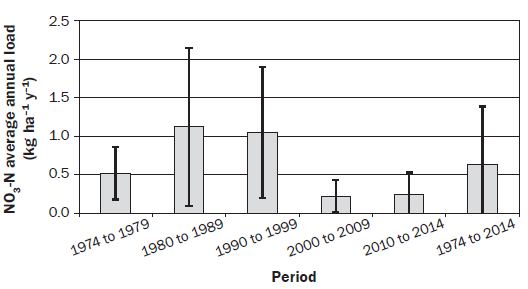 NO₃-N average annual load
(kg ha⁻¹ y⁻¹)
2.5
2.0
1.5
1.0
0.5
0.0
1974 to 1979
1980 to 1989
1990 to 1999
2000 to 2009
2010 to 2014
1974 to 2014
Period